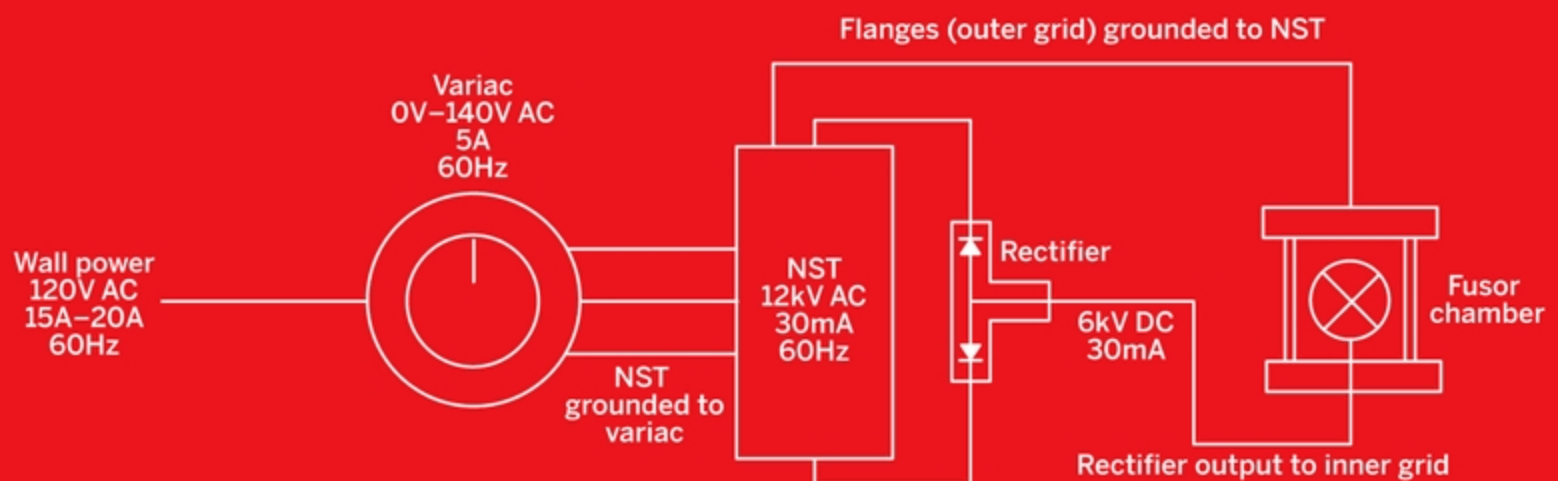 Flanges (outer grid) grounded to NST
Variac
0V–140V AC
5A
60Hz
Wall power
120V AC
15A–20A
60Hz
NST
grounded to
variac
NST
12kV AC
30mA
60Hz
Rectifier
6kV DC
30mA
Fusor
chamber
Rectifier output to inner grid